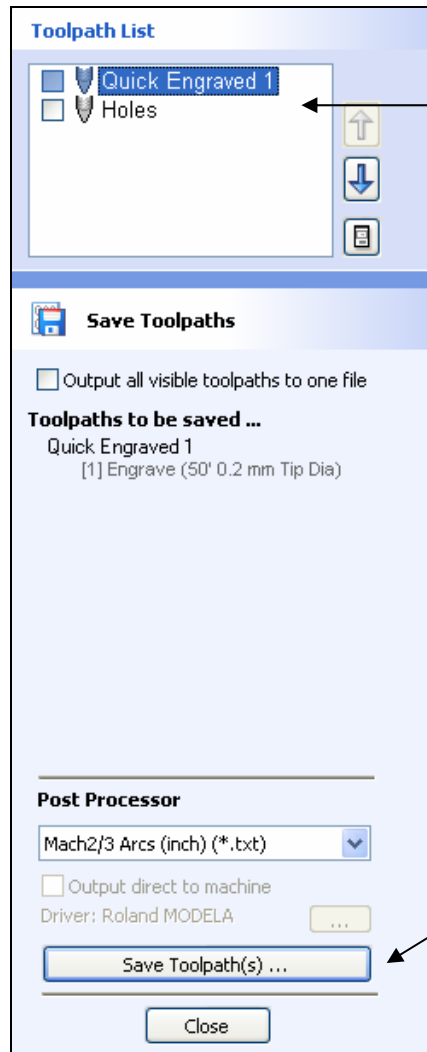 Toolpath List
Quick Engraved 1
Holes
Save Toolpaths
Output all visible toolpaths to one file
Toolpaths to be saved ...
Quick Engraved 1
[1] Engrave (50' 0.2 mm Tip Dia)
Post Processor
Mach2/3 Arcs (inch) (*.txt)
Output direct to machine
Driver: Roland MODELA
...
Save Toolpath(s) ...
Close